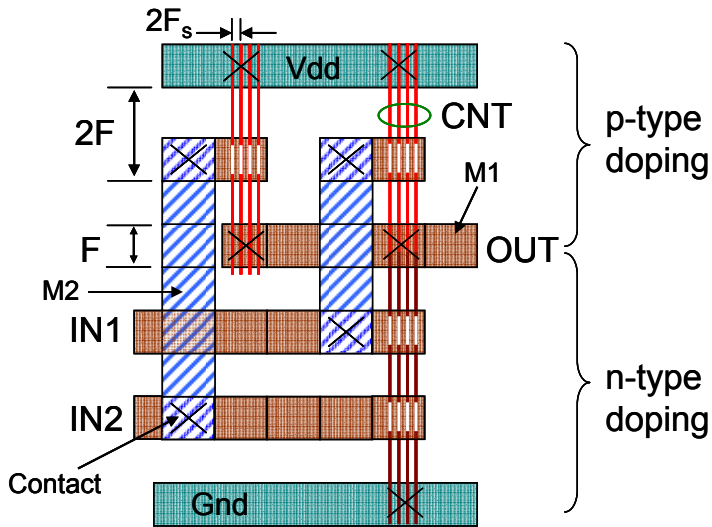 2Fs
Vdd
CNT
2F
p-type
doping
M1
F
OUT
M2
IN1
n-type
doping
IN2
Contact
Gnd